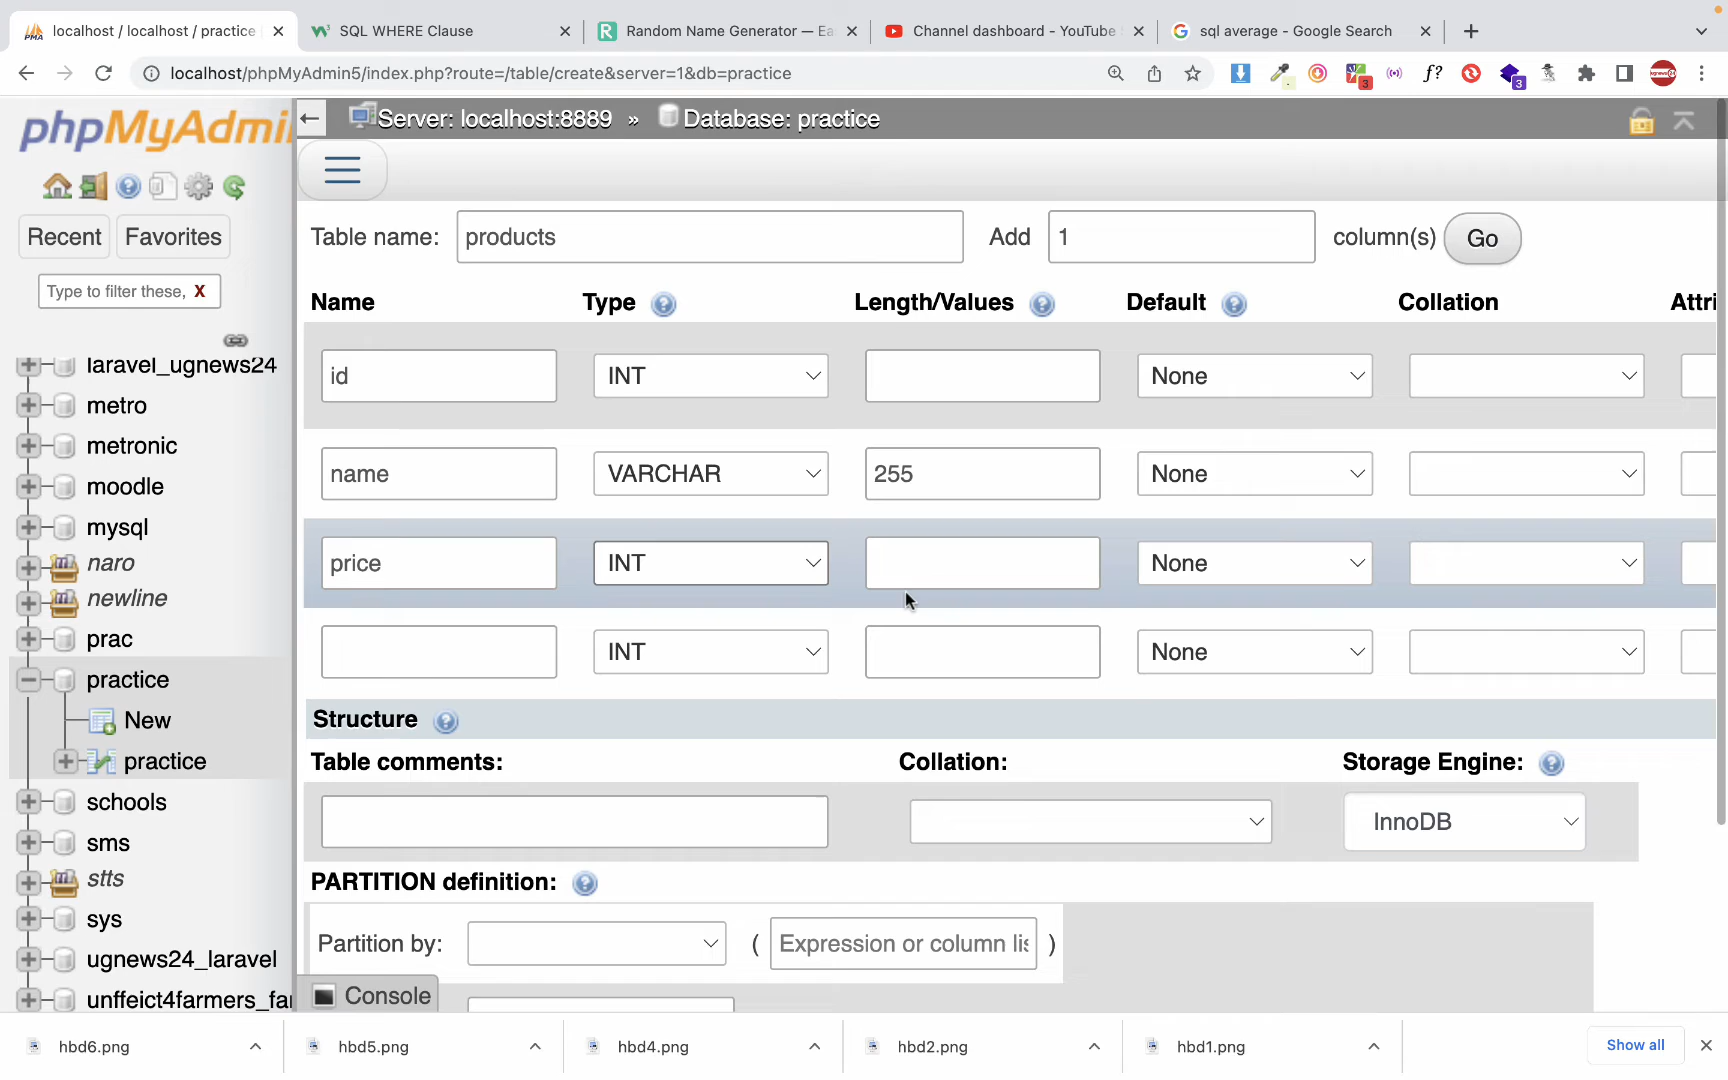 localhost / localhost / practice
SQL WHERE Clause
Random Name Generator — Ea
Channel dashboard - YouTube S
sql average - Google Search
localhost/phpMyAdmin5/index.php?route=/table/create&server=1&db=practice
3
f?
3
phpMyAdmin
Server: localhost:8889 » Database: practice
Recent
Favorites
Type to filter these, X
Table name:
products
Add
1
column(s)
Go
Name
Type
Length/Values
Default
Collation
Attri
id
INT
None
name
VARCHAR
255
None
price
INT
None
INT
None
laravel_ugnews24
metro
metronic
moodle
mysql
naro
newline
prac
practice
New
practice
schools
sms
stts
sys
ugnews24_laravel
unffeict4farmers_far
Structure
Table comments:
Collation:
Storage Engine:
InnoDB
PARTITION definition:
Partition by:
(
Expression or column lis
)
Console
hbd6.png
hbd5.png
hbd4.png
hbd2.png
hbd1.png
Show all